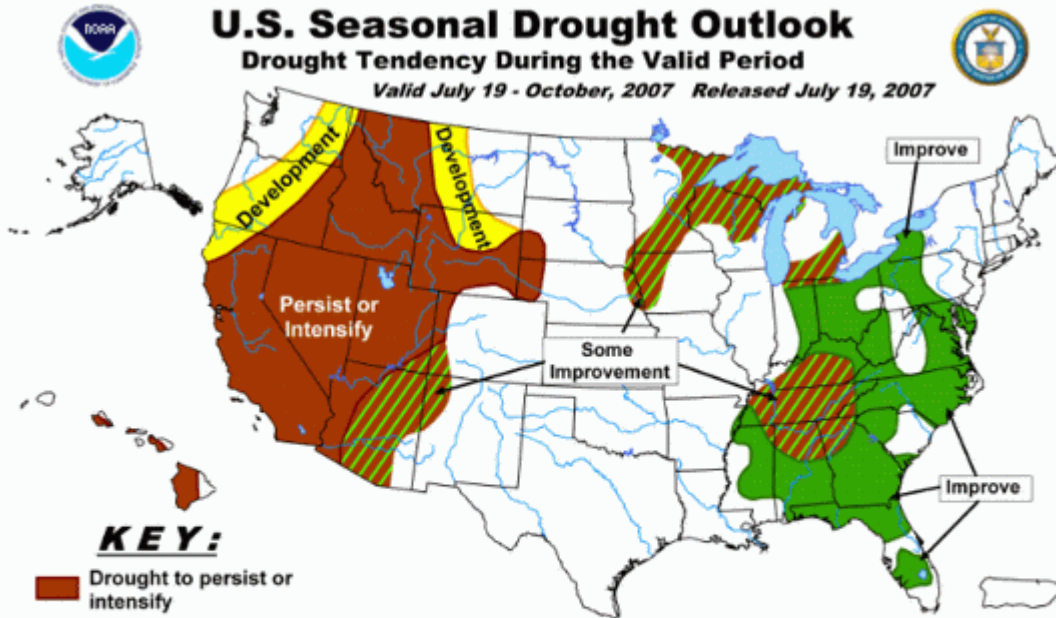 NOAA
U.S. Seasonal Drought Outlook
Drought Tendency During the Valid Period
Valid July 19 - October, 2007   Released July 19, 2007
Development
Development
Improve
Persist or
Intensify
Some
Improvement
Improve
KEY:
Drought to persist or
intensify